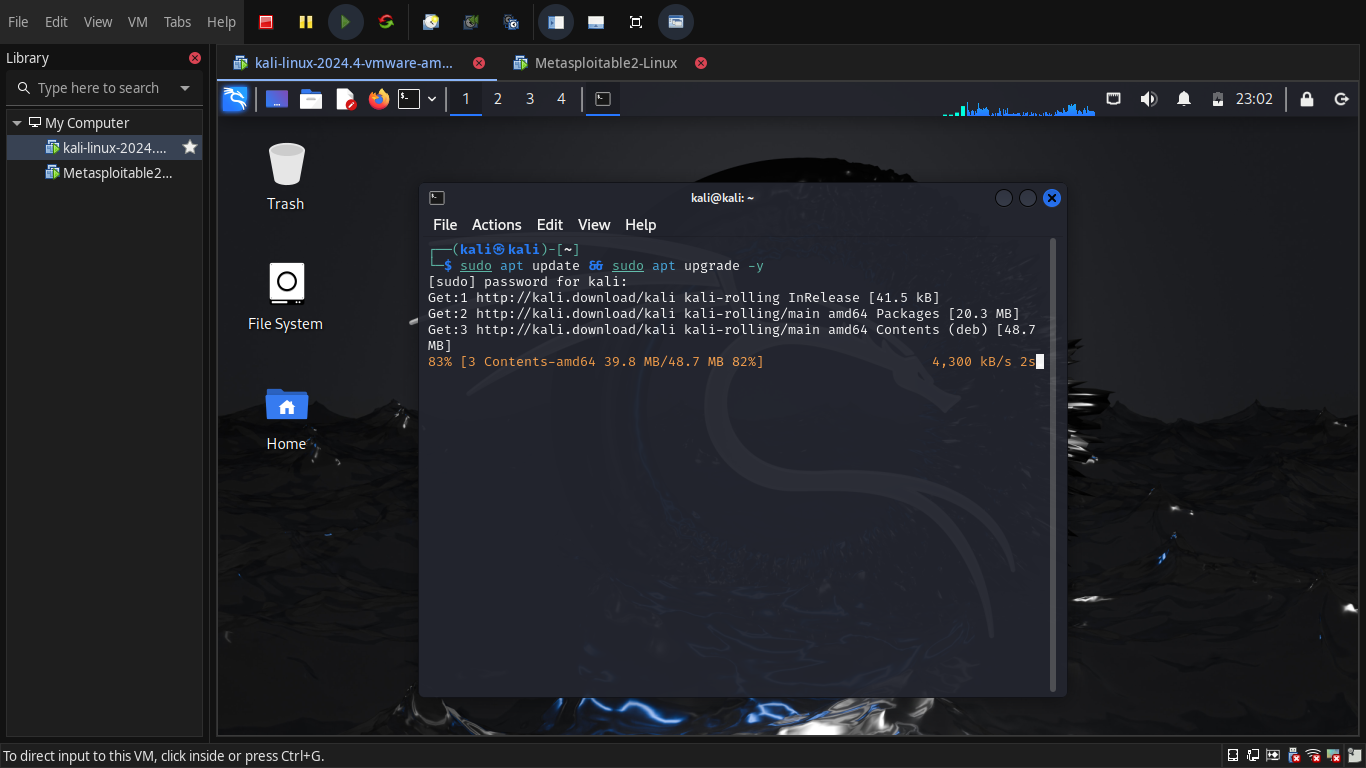 File Edit View VM Tabs Help
Library
kali-linux-2024.4-vmware-am...
Metasploitable2-Linux
Type here to search
1 2 3 4
23:02
My Computer
kali-linux-2024....
Metasploitable2...
Trash
File System
Home
kali@kali: ~
File Actions Edit View Help
┌──(kali㉿kali)-[~]
└─$ sudo apt update && sudo apt upgrade -y
[sudo] password for kali:
Get:1 http://kali.download/kali kali-rolling InRelease [41.5 kB]
Get:2 http://kali.download/kali kali-rolling/main amd64 Packages [20.3 MB]
Get:3 http://kali.download/kali kali-rolling/main amd64 Contents (deb) [48.7
MB]
83% [3 Contents-amd64 39.8 MB/48.7 MB 82%] 4,300 kB/s 2s
To direct input to this VM, click inside or press Ctrl+G.